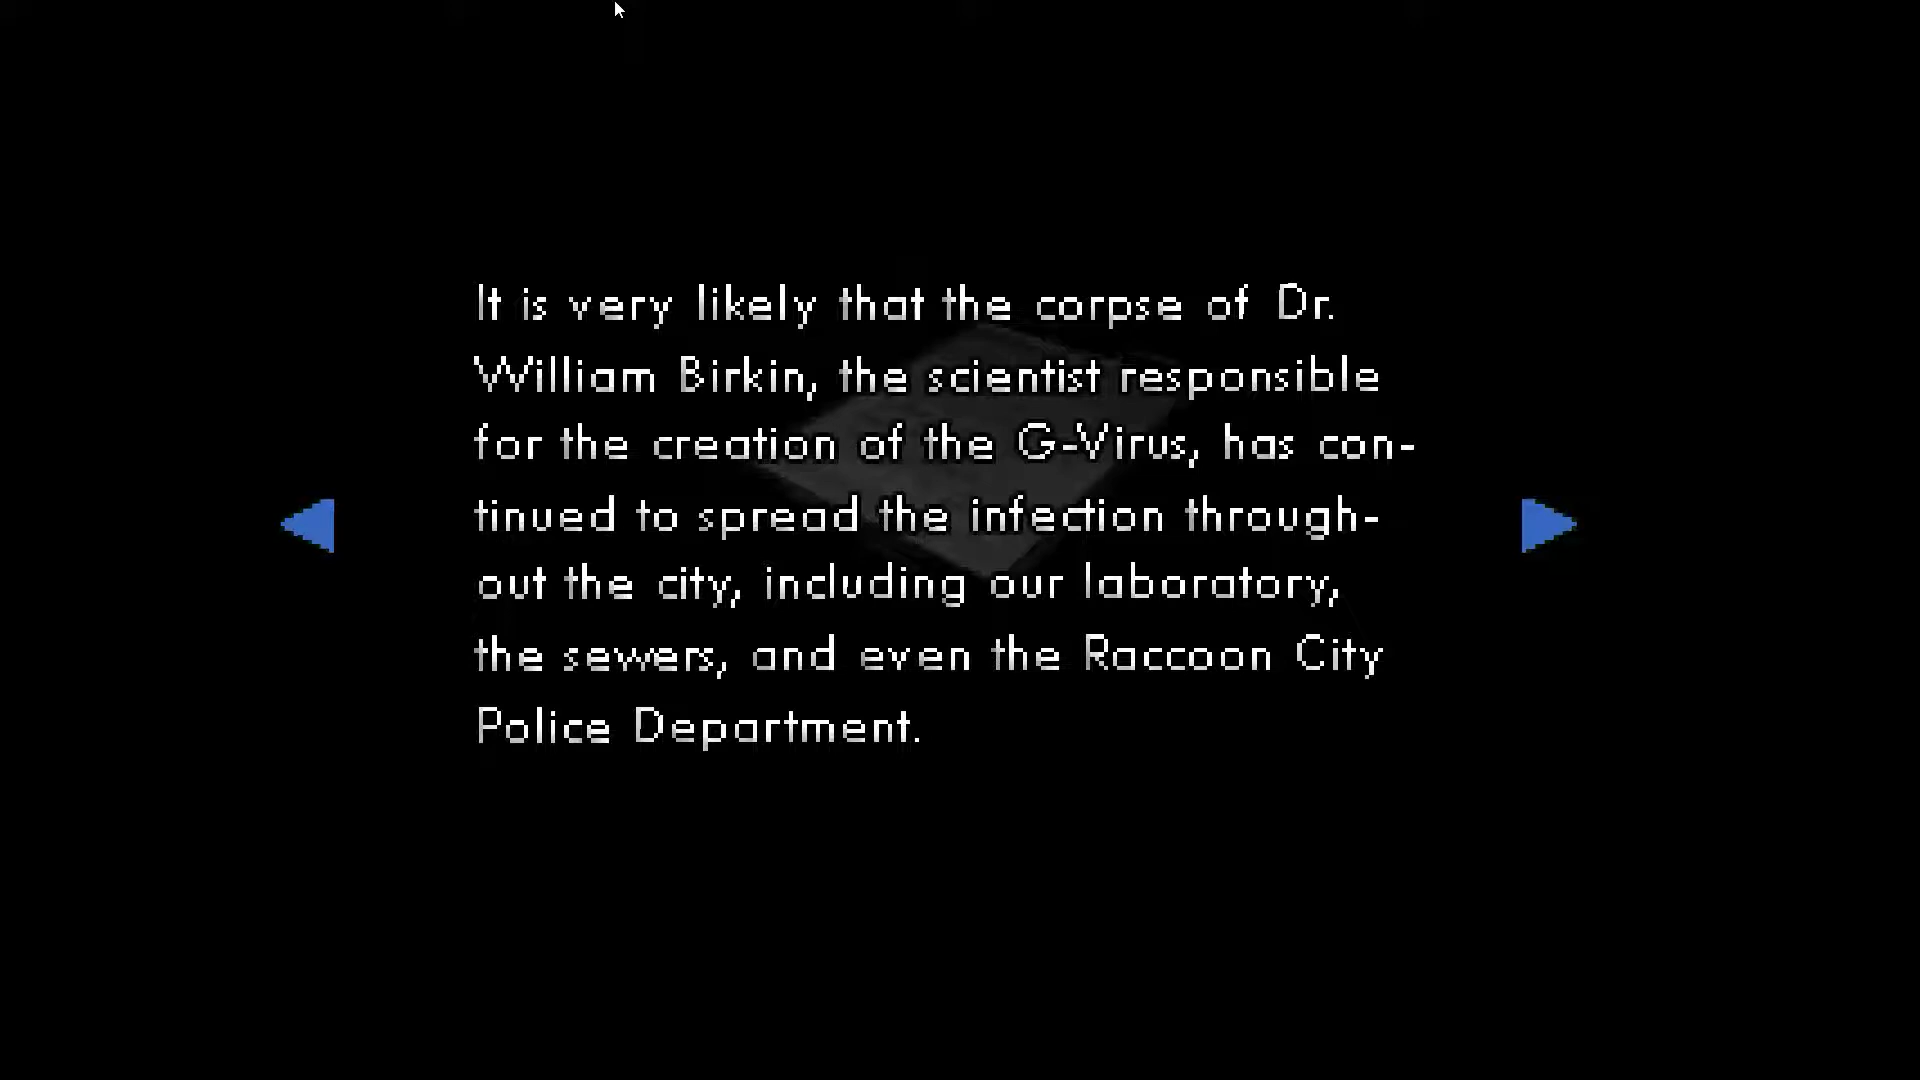 It is very likely that the corpse of Dr.
William Birkin, the scientist responsible
for the creation of the G-Virus, has con-
tinued to spread the infection through-
out the city, including our laboratory,
the sewers, and even the Raccoon City
Police Department.